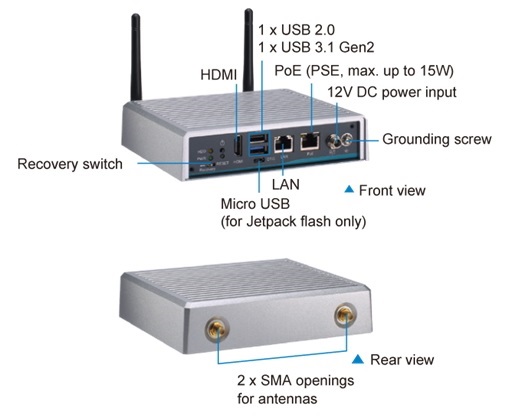 1 x USB 2.0
1 x USB 3.1 Gen2
HDMI
PoE (PSE, max. up to 15W)
12V DC power input
Grounding screw
Recovery switch
LAN
Micro USB
(for Jetpack flash only)
Front view
Rear view
2 x SMA openings
for antennas